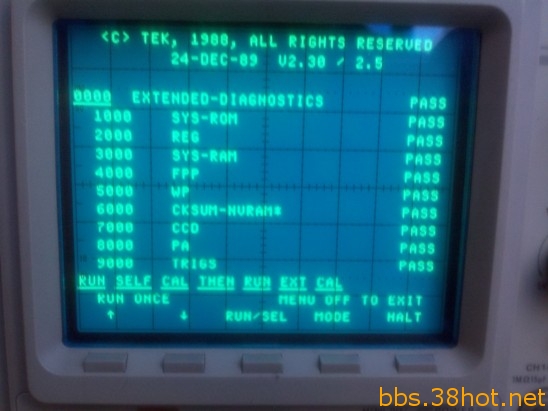 <C> TEK, 1988, ALL RIGHTS RESERVED
24-DEC-89 V2.30 / 2.5
0000 EXTENDED-DIAGNOSTICS PASS
1000 SYS-ROM PASS
2000 REG PASS
3000 SYS-RAM PASS
4000 FPP PASS
5000 WP PASS
6000 CKSUM-NVRAM* PASS
7000 CCD PASS
8000 PA PASS
9000 TRIGS PASS
RUN SELF CAL THEN RUN EXT CAL
RUN ONCE MENU OFF TO EXIT
↑ ↓ RUN/SEL MODE HALT
CH1
bbs.38hot.net